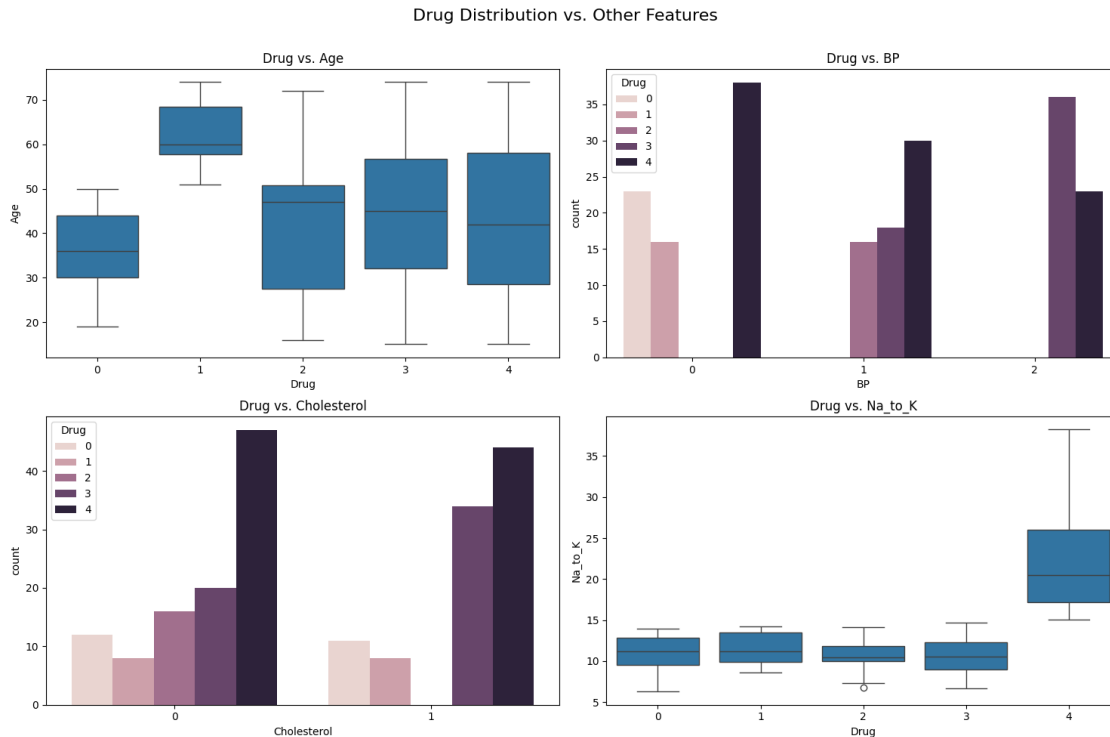 Drug Distribution vs. Other Features
Drug vs. Age
Age
70
60
50
40
30
20
0 1 2 3 4
Drug
Drug vs. BP
Drug
0
1
2
3
4
count
35
30
25
20
15
10
5
0
0 1 2
BP
Drug vs. Cholesterol
Drug
0
1
2
3
4
count
40
30
20
10
0
0 1
Cholesterol
Drug vs. Na_to_K
Na_to_K
35
30
25
20
15
10
5
0 1 2 3 4
Drug